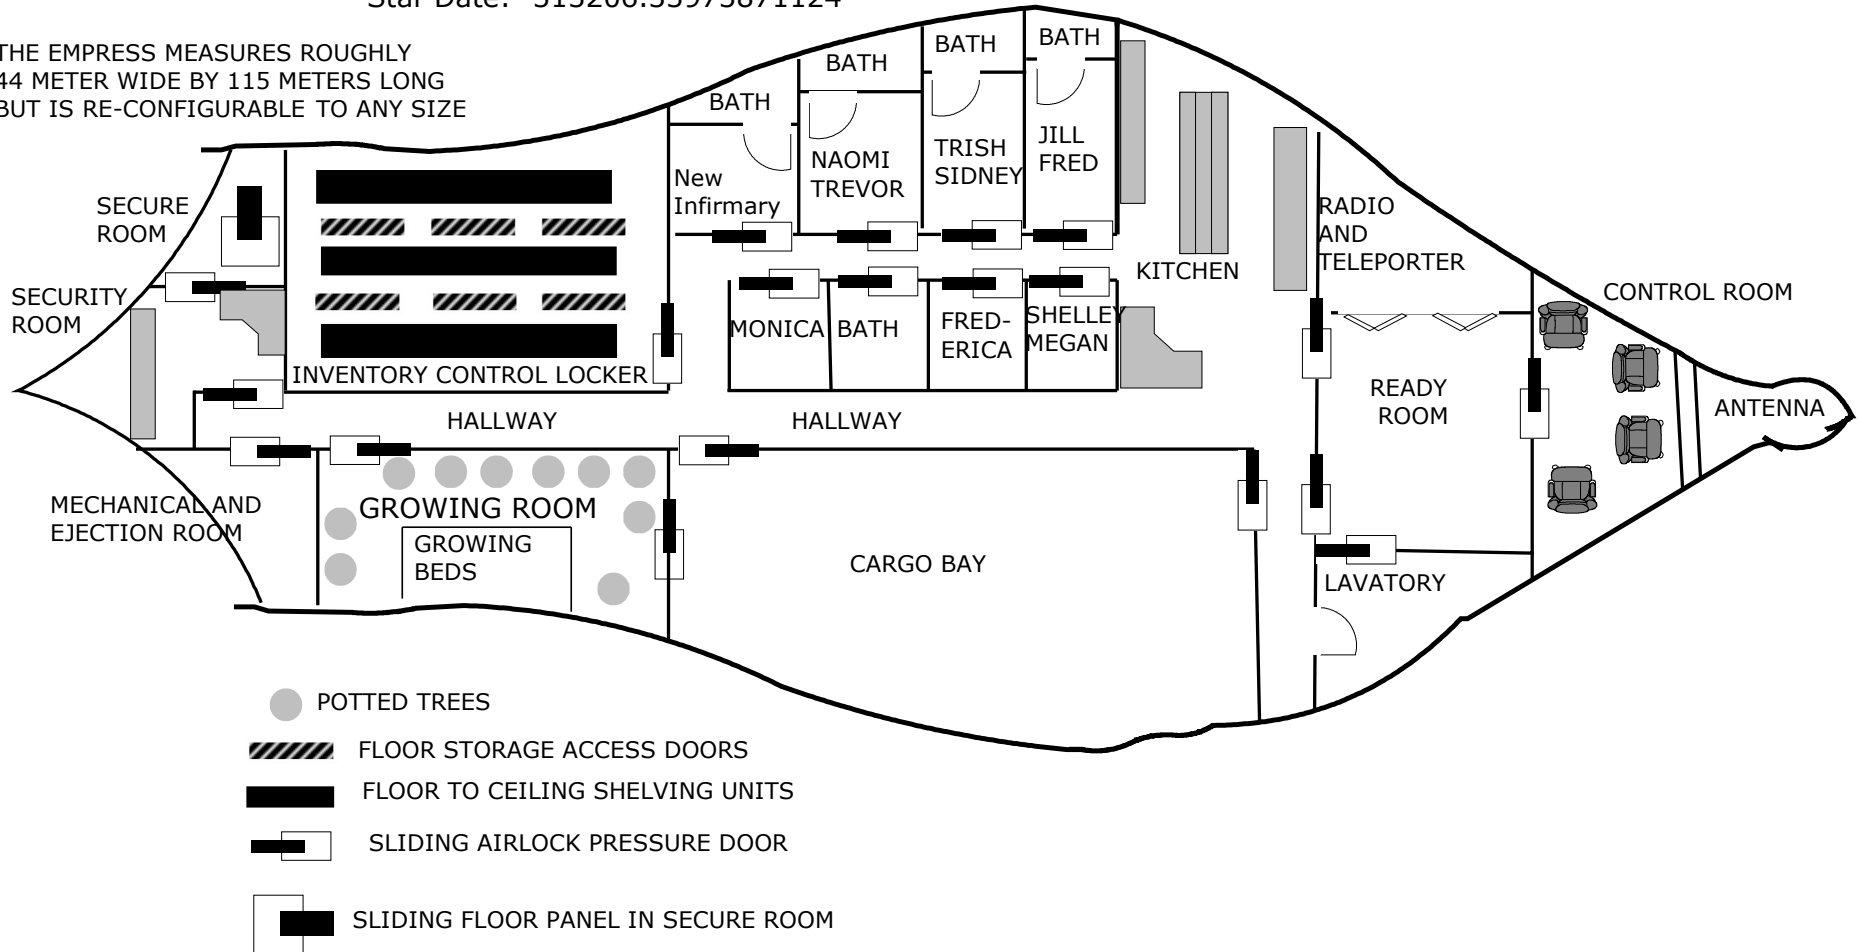 Star Date:
THE EMPRESS MEASURES ROUGHLY
44 METER WIDE BY 115 METERS LONG
BUT IS RE-CONFIGURABLE TO ANY SIZE
BATH
BATH
BATH
BATH
NAOMI
TREVOR
TRISH
SIDNEY
JILL
FRED
New
Infirmary
SECURE
ROOM
SECURITY
ROOM
RADIO
AND
TELEPORTER
KITCHEN
CONTROL ROOM
MONICA
BATH
FRED-
ERICA
SHELLEY
MEGAN
INVENTORY CONTROL LOCKER
READY
ROOM
ANTENNA
HALLWAY
HALLWAY
MECHANICAL AND
EJECTION ROOM
GROWING ROOM
GROWING
BEDS
CARGO BAY
LAVATORY
POTTED TREES
FLOOR STORAGE ACCESS DOORS
FLOOR TO CEILING SHELVING UNITS
SLIDING AIRLOCK PRESSURE DOOR
SLIDING FLOOR PANEL IN SECURE ROOM